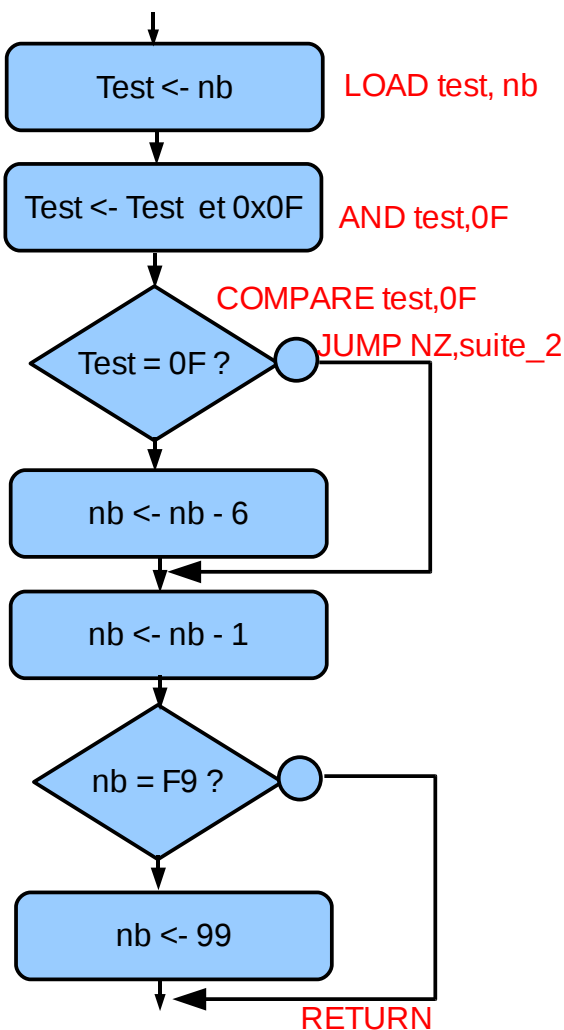 Test <- nb
LOAD test, nb
Test <- Test et 0x0F
AND test,0F
COMPARE test,0F
JUMP NZ,suite_2
Test = 0F ?
nb <- nb - 6
nb <- nb - 1
nb = F9 ?
nb <- 99
RETURN